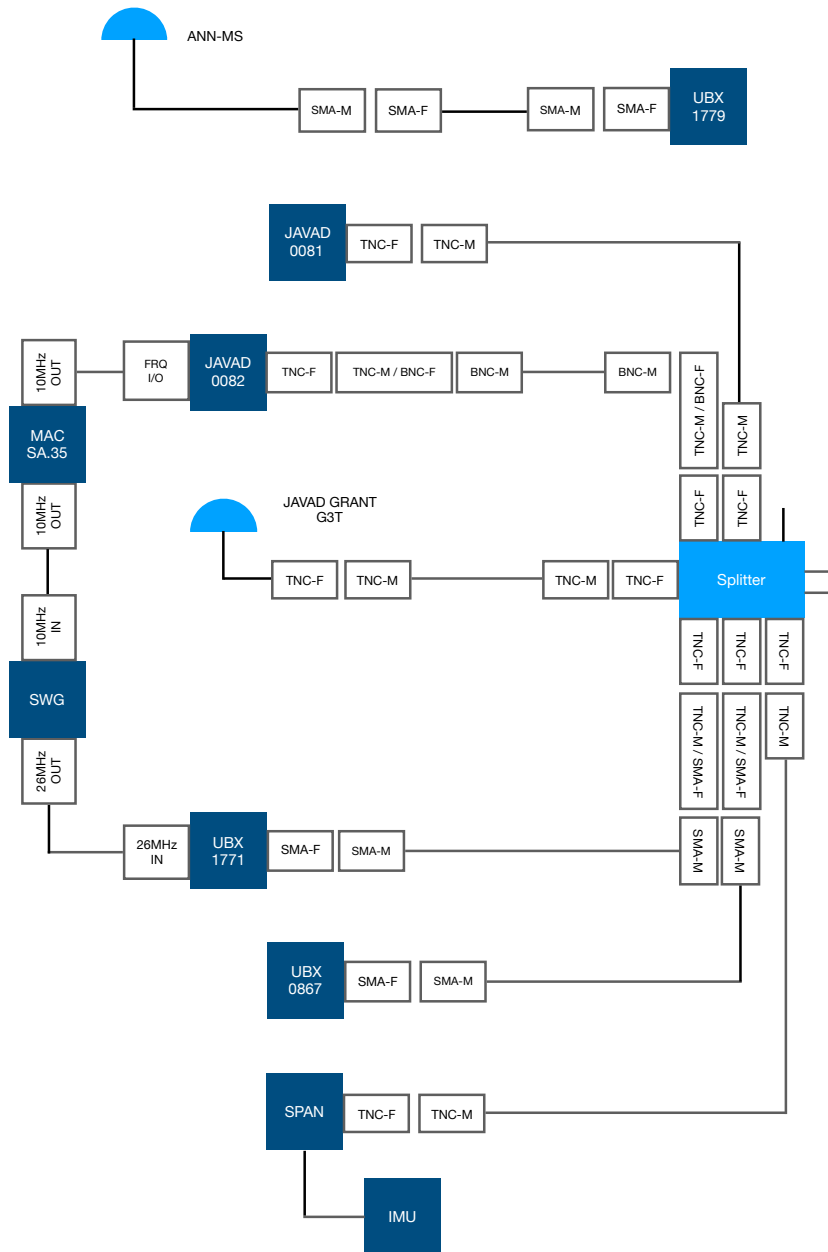 ANN-MS
SMA-M
SMA-F
SMA-M
SMA-F
UBX
1779
JAVAD
0081
TNC-F
TNC-M
10MHz
OUT
FRQ
I/O
JAVAD
0082
TNC-F
TNC-M / BNC-F
BNC-M
BNC-M
TNC-M / BNC-F
TNC-M
MAC
SA.35
10MHz
OUT
JAVAD GRANT
G3T
TNC-F
TNC-F
TNC-F
TNC-M
TNC-M
TNC-F
Splitter
10MHz
IN
TNC-F
TNC-F
TNC-F
SWG
TNC-M / SMA-F
TNC-M / SMA-F
TNC-M
26MHz
OUT
26MHz
IN
UBX
1771
SMA-F
SMA-M
SMA-M
SMA-M
UBX
0867
SMA-F
SMA-M
SPAN
TNC-F
TNC-M
IMU